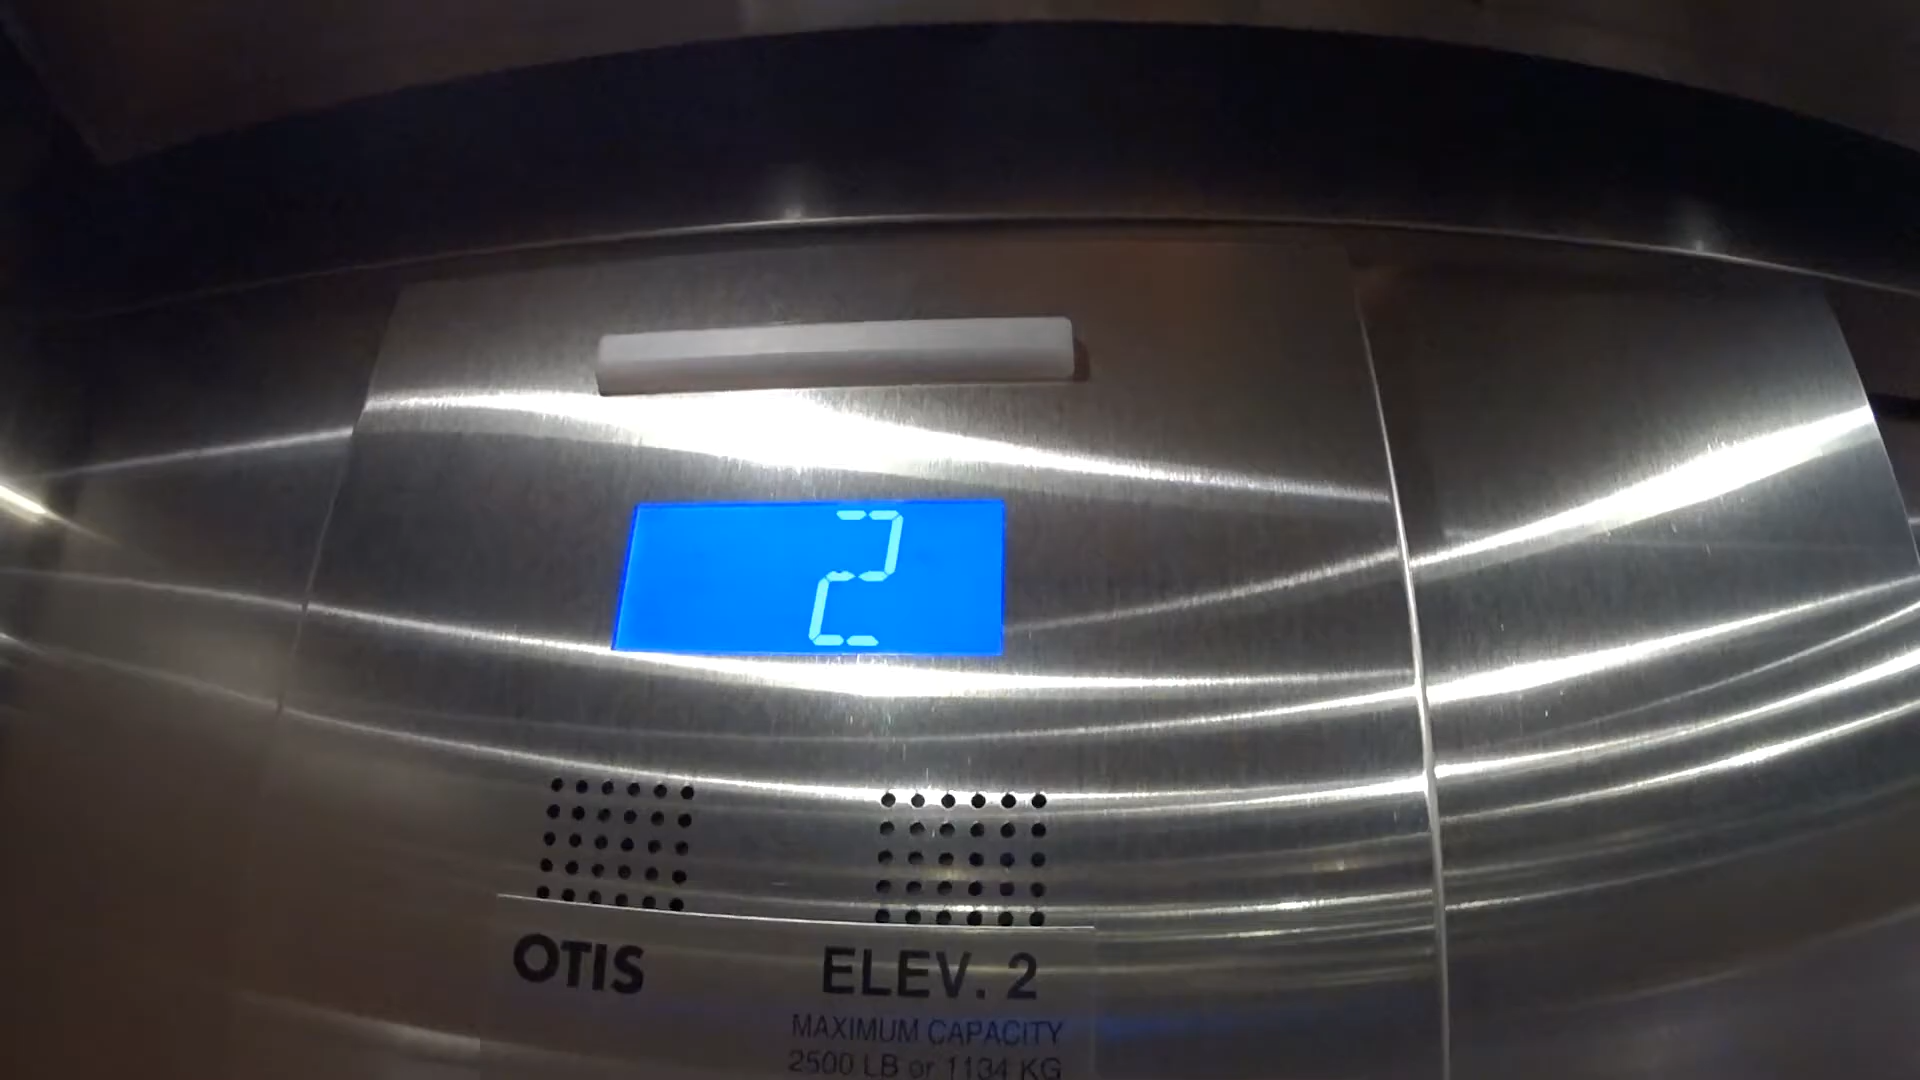 2
OTIS
ELEV. 2
MAXIMUM CAPACITY
2500 LB or 1134 KG